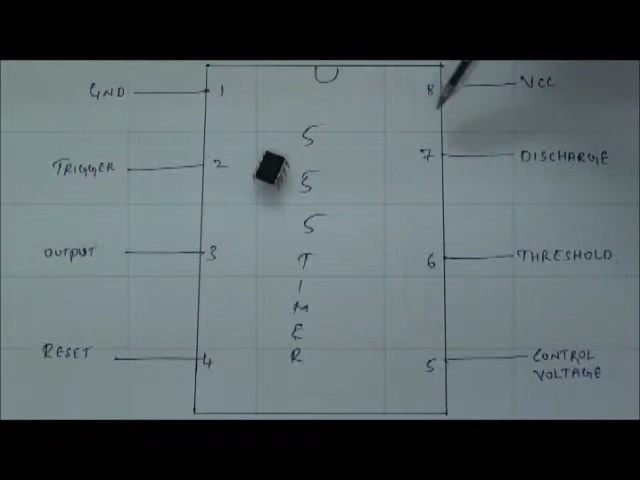 GND 1 8 VCC
TRIGGER 2 7 DISCHARGE
OUTPUT 3 6 THRESHOLD
RESET 4 5 CONTROL
VOLTAGE
5
5
5
T
I
M
E
R